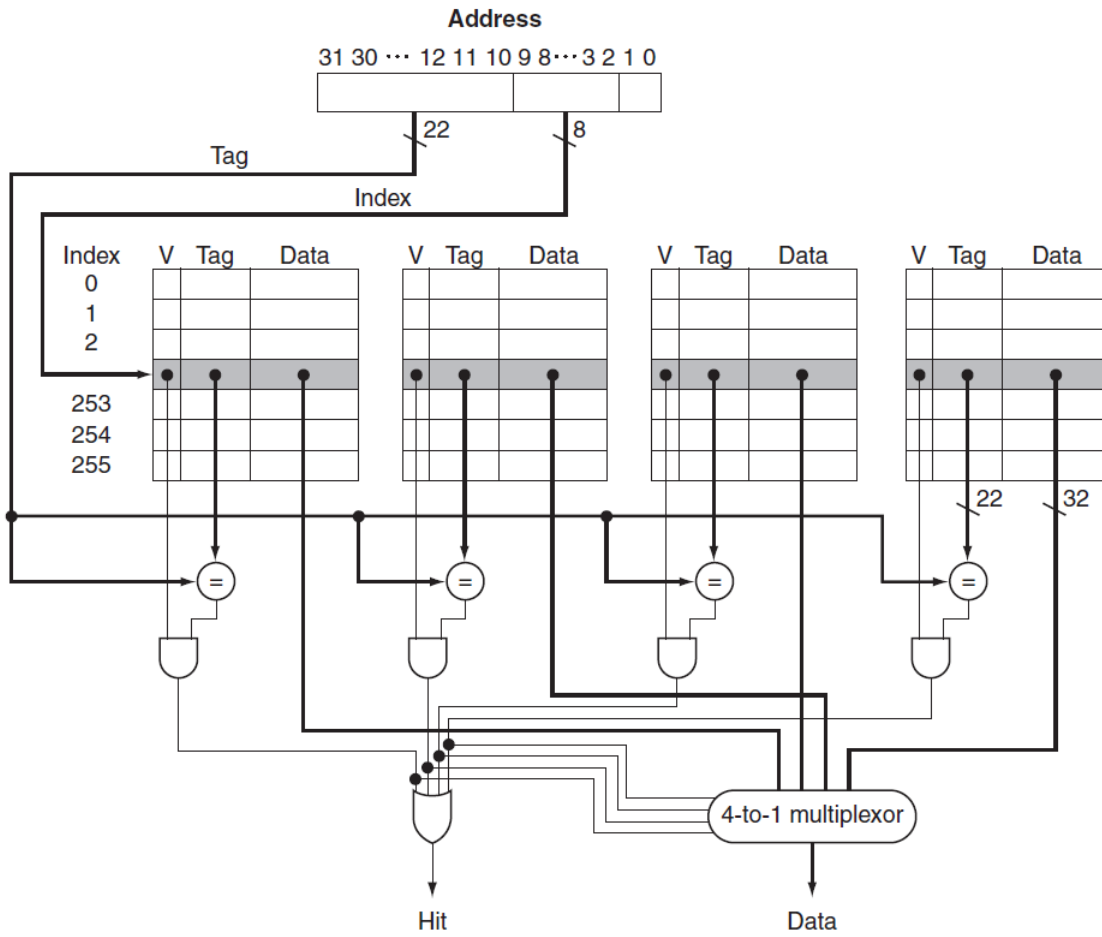 Address
31 30 ··· 12 11 10 9 8 ··· 3 2 1 0
22
8
Tag
Index
Index V Tag Data V Tag Data V Tag Data V Tag Data
0
1
2
253
254
255
22
32
= = = =
4-to-1 multiplexor
Hit
Data